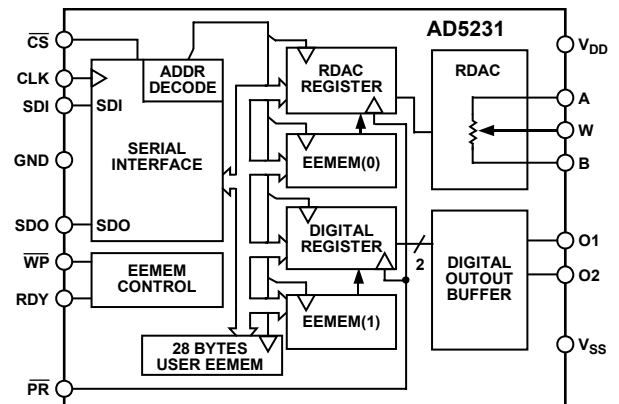 AD5231
CS
CLK
SDI
GND
SDO
WP
RDY
PR
SDI
SERIAL
INTERFACE
SDO
ADDR
DECODE
EEMEM
CONTROL
28 BYTES
USER EEMEM
RDAC
REGISTER
EEMEM(0)
DIGITAL
REGISTER
EEMEM(1)
2
RDAC
DIGITAL
OUTOUT
BUFFER
VDD
A
W
B
O1
O2
VSS